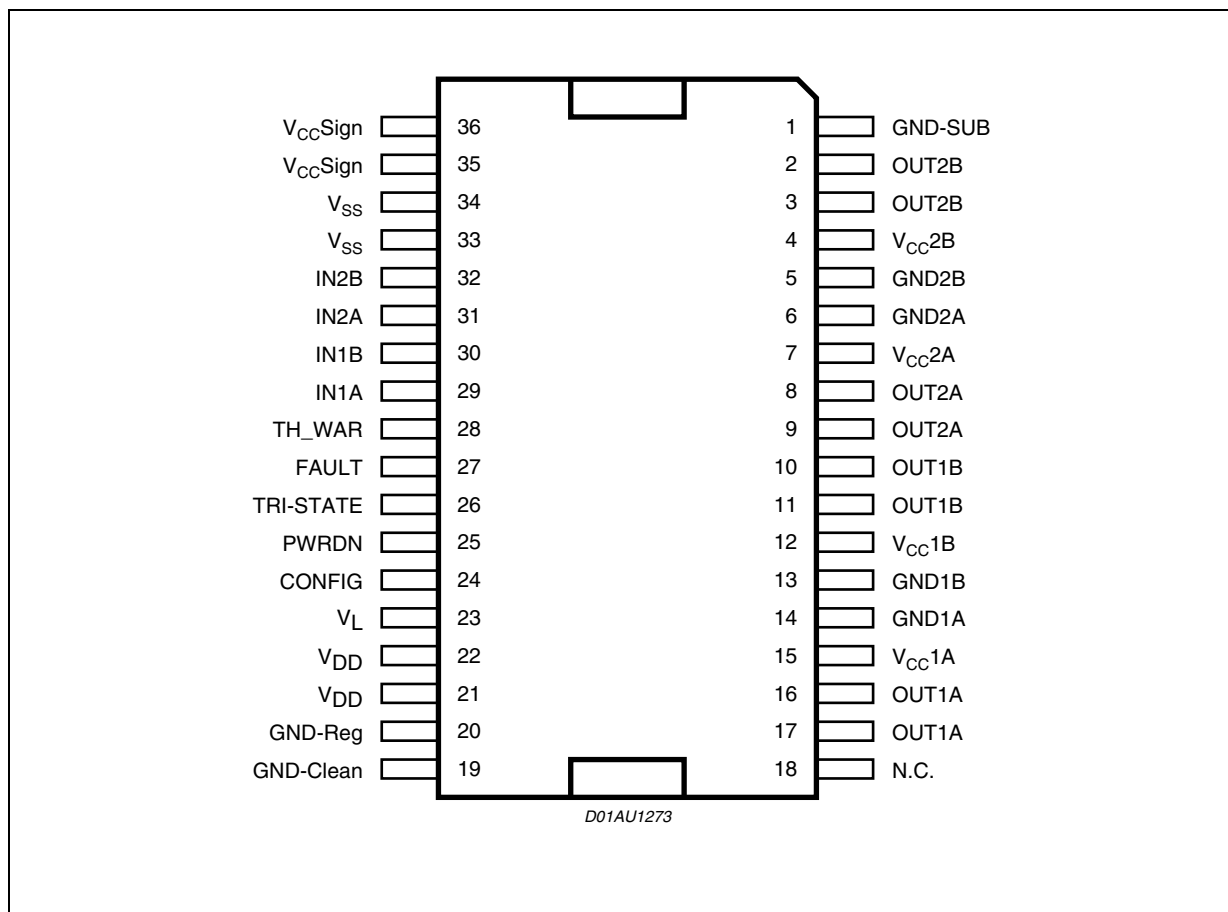 V_CCSign 36 1 GND-SUB
V_CCSign 35 2 OUT2B
V_SS 34 3 OUT2B
V_SS 33 4 V_CC2B
IN2B 32 5 GND2B
IN2A 31 6 GND2A
IN1B 30 7 V_CC2A
IN1A 29 8 OUT2A
TH_WAR 28 9 OUT2A
FAULT 27 10 OUT1B
TRI-STATE 26 11 OUT1B
PWRDN 25 12 V_CC1B
CONFIG 24 13 GND1B
V_L 23 14 GND1A
V_DD 22 15 V_CC1A
V_DD 21 16 OUT1A
GND-Reg 20 17 OUT1A
GND-Clean 19 18 N.C.
D01AU1273